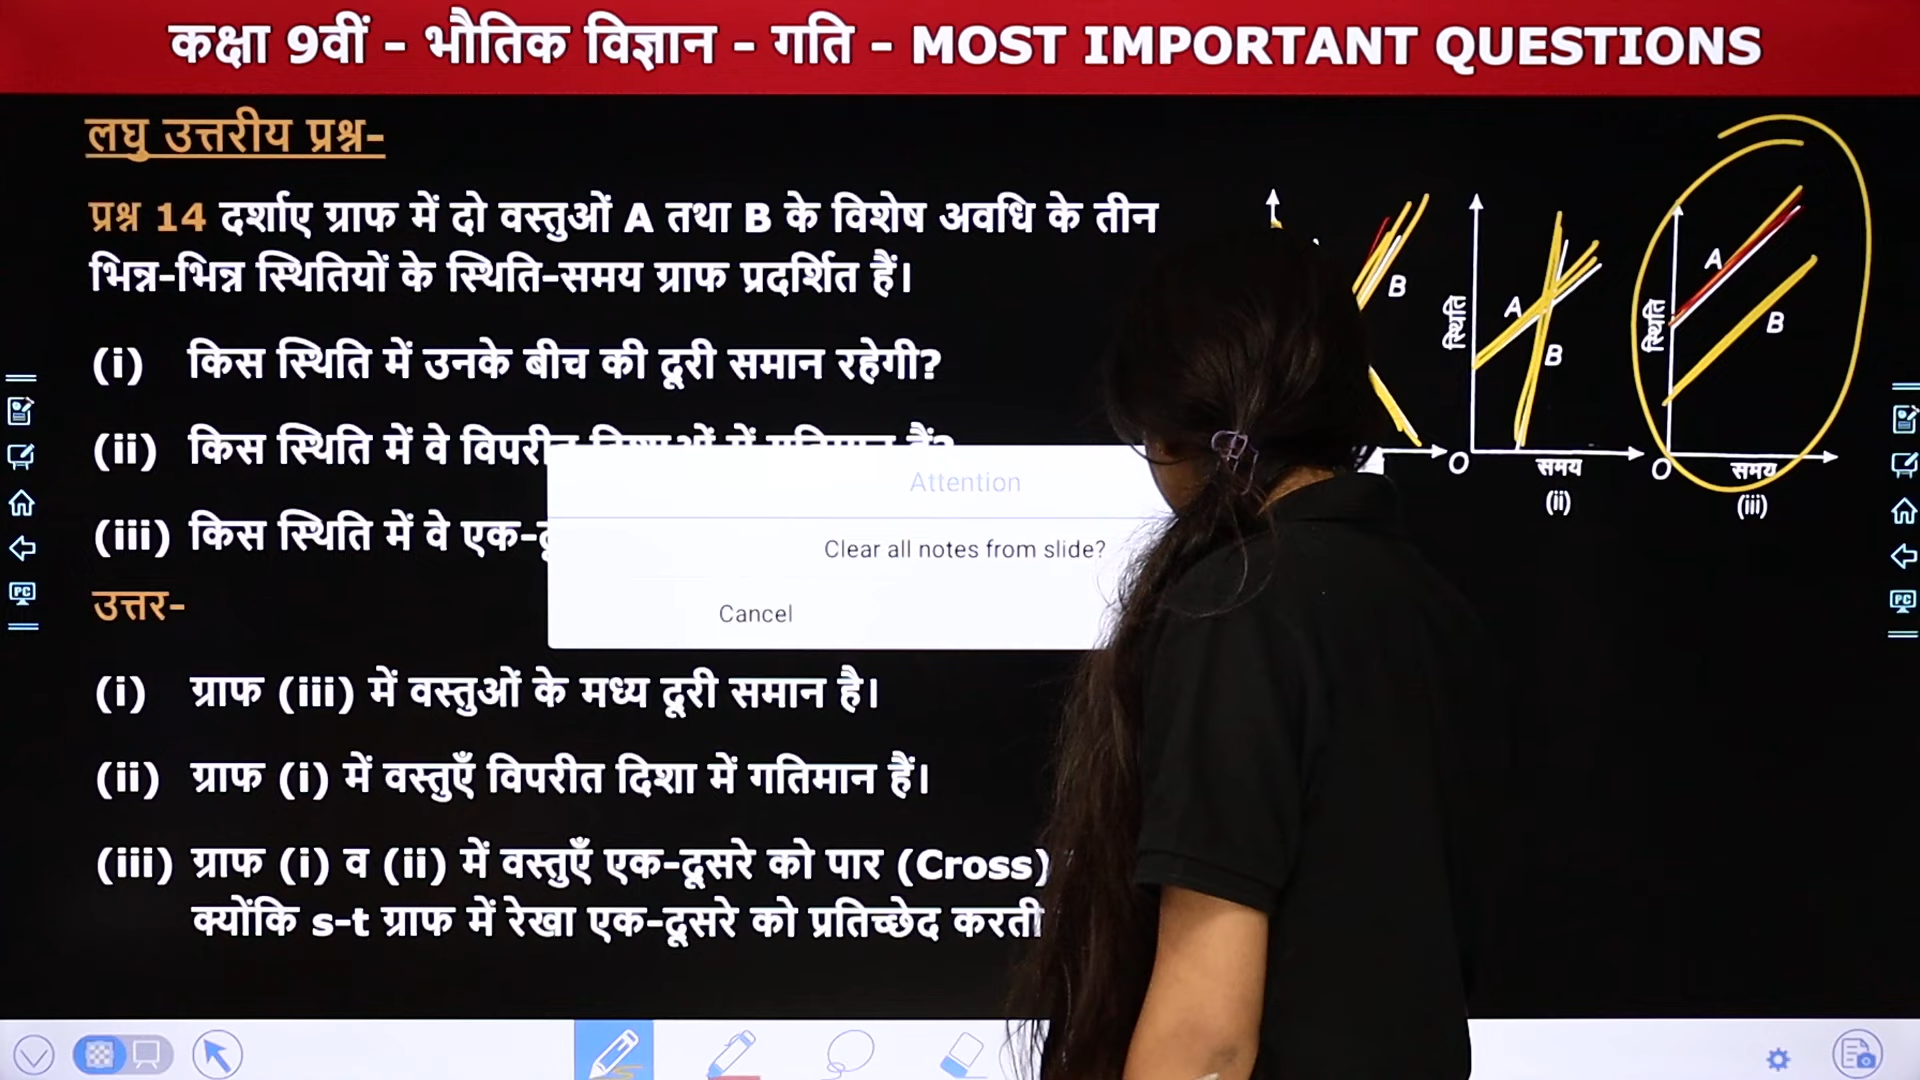 कक्षा 9वीं – भौतिक विज्ञान – गति – MOST IMPORTANT QUESTIONS
लघु उत्तरीय प्रश्न-
प्रश्न 14 दर्शाए ग्राफ में दो वस्तुओं A तथा B के विशेष अवधि के तीन
भिन्न-भिन्न स्थितियों के स्थिति-समय ग्राफ प्रदर्शित हैं।
(i) किस स्थिति में उनके बीच की दूरी समान रहेगी?
(ii) किस स्थिति में वे
(iii) किस स्थिति में वे एक-
Attention
Clear all notes from slide?
Cancel
उत्तर-
(i) ग्राफ (iii) में वस्तुओं के मध्य दूरी समान है।
(ii) ग्राफ (i) में वस्तुएँ विपरीत दिशा में गतिमान हैं।
(iii) ग्राफ (i) व (ii) में वस्तुएँ एक-दूसरे को पार (Cross)
क्योंकि s-t ग्राफ में रेखा एक-दूसरे को प्रतिच्छेद करती
B
स्थिति
A
B
O
समय
(ii)
स्थिति
A
B
O
समय
(iii)
PC
PC